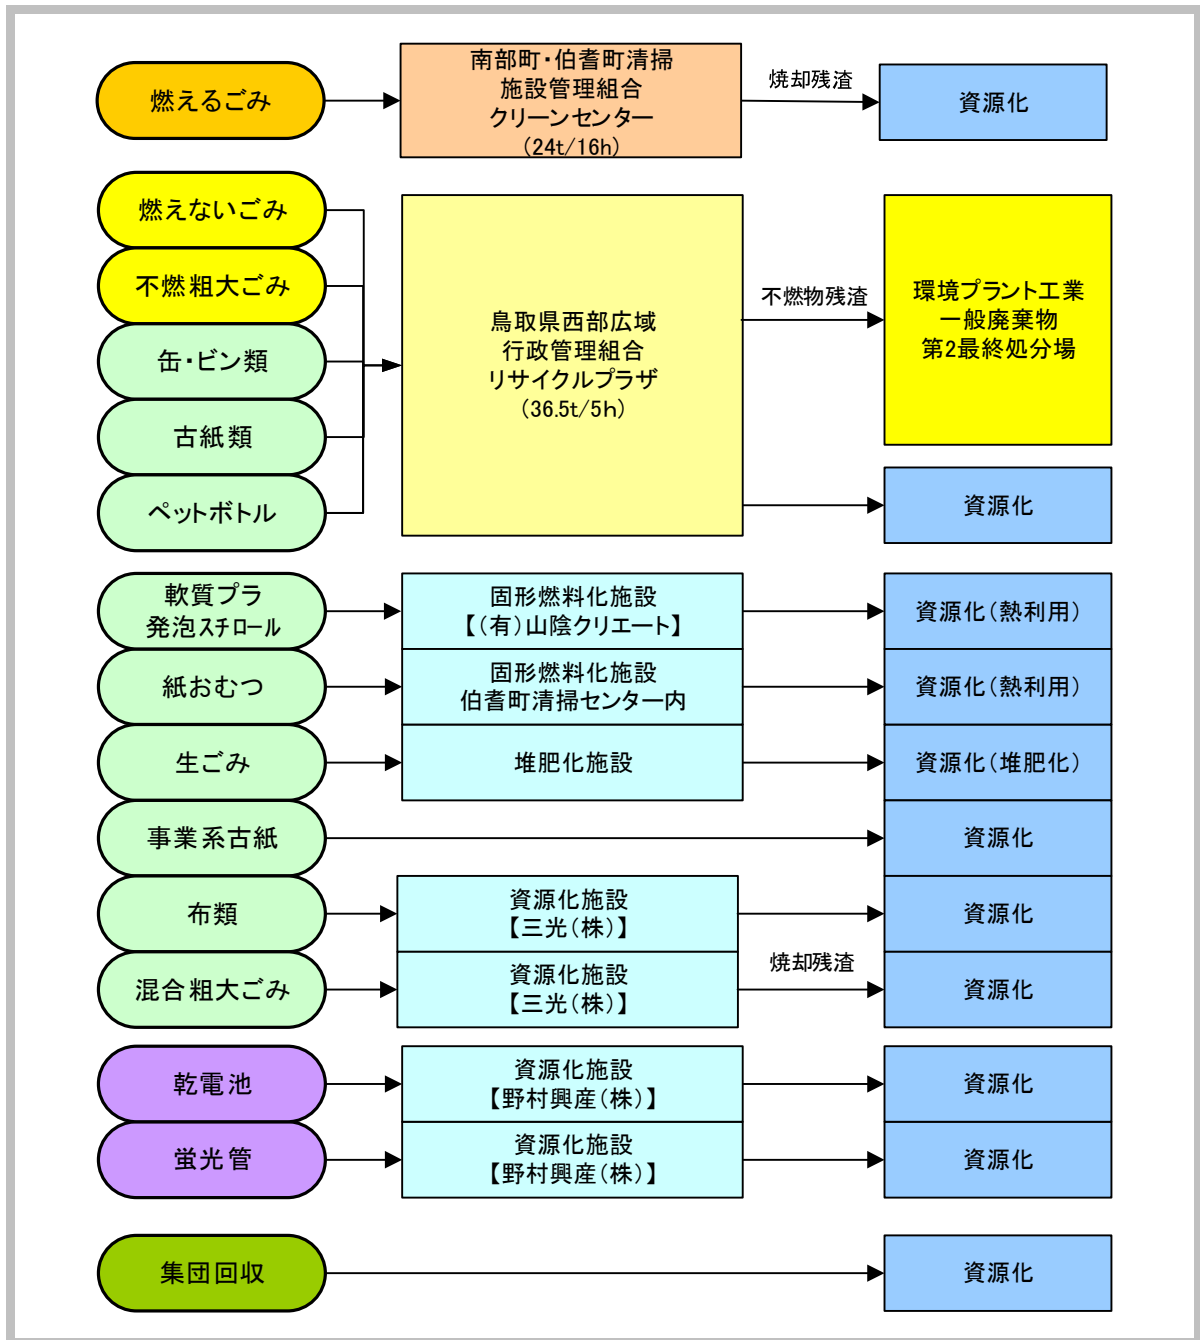 燃えるごみ
南部町・伯耆町清掃
施設管理組合
クリーンセンター
(24t/16h)
焼却残渣
資源化
燃えないごみ
不燃粗大ごみ
缶・ビン類
古紙類
ペットボトル
鳥取県西部広域
行政管理組合
リサイクルプラザ
(36.5t/5h)
不燃物残渣
環境プラント工業
一般廃棄物
第2最終処分場
資源化
軟質プラ
発泡スチロール
固形燃料化施設
【(有)山陰クリエート】
資源化(熱利用)
紙おむつ
固形燃料化施設
伯耆町清掃センター内
資源化(熱利用)
生ごみ
堆肥化施設
資源化(堆肥化)
事業系古紙
資源化
布類
資源化施設
【三光(株)】
資源化
混合粗大ごみ
資源化施設
【三光(株)】
焼却残渣
資源化
乾電池
資源化施設
【野村興産(株)】
資源化
蛍光管
資源化施設
【野村興産(株)】
資源化
集団回収
資源化